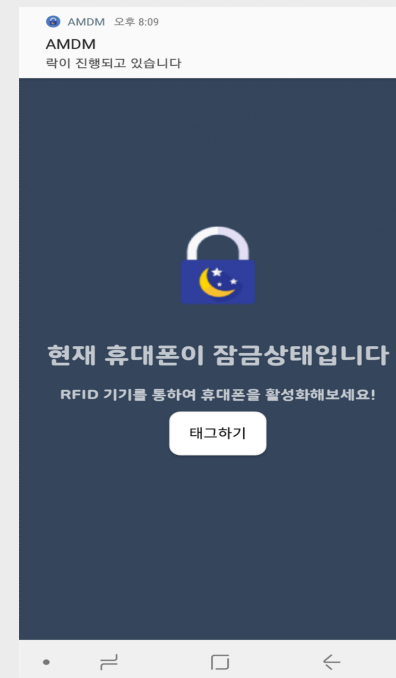 AMDM 오후 8:09
AMDM
락이 진행되고 있습니다
현재 휴대폰이 잠금상태입니다
RFID 기기를 통하여 휴대폰을 활성화해보세요!
태그하기